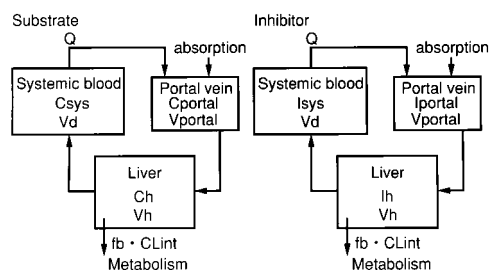 Substrate
Q
absorption
Systemic blood
Csys
Vd
Portal vein
Cportal
Vportal
Liver
Ch
Vh
fb・CLint
Metabolism
Inhibitor
Q
absorption
Systemic blood
Isys
Vd
Portal vein
Iportal
Vportal
Liver
Ih
Vh
fb・CLint
Metabolism